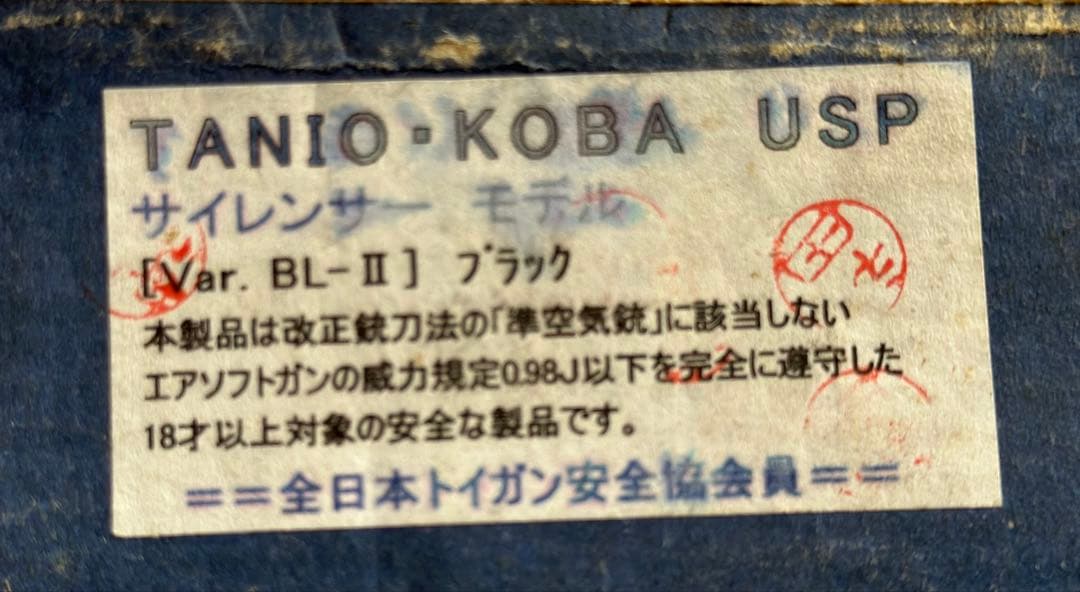 TANIO・KOBA USP
サイレンサー モデル
[Var. BL-Ⅱ] ブラック
本製品は改正銃刀法の「準空気銃」に該当しない
エアソフトガンの威力規定0.98J以下を完全に遵守した
18才以上対象の安全な製品です。
==全日本トイガン安全協会員==